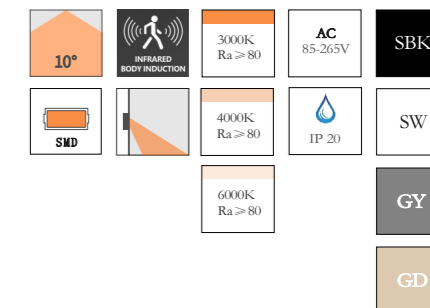 10°
INFRARED
BODY INDUCTION
3000K
Ra≥80
AC
85-265V
SBK
SMD
4000K
Ra≥80
IP 20
SW
6000K
Ra≥80
GY
GD